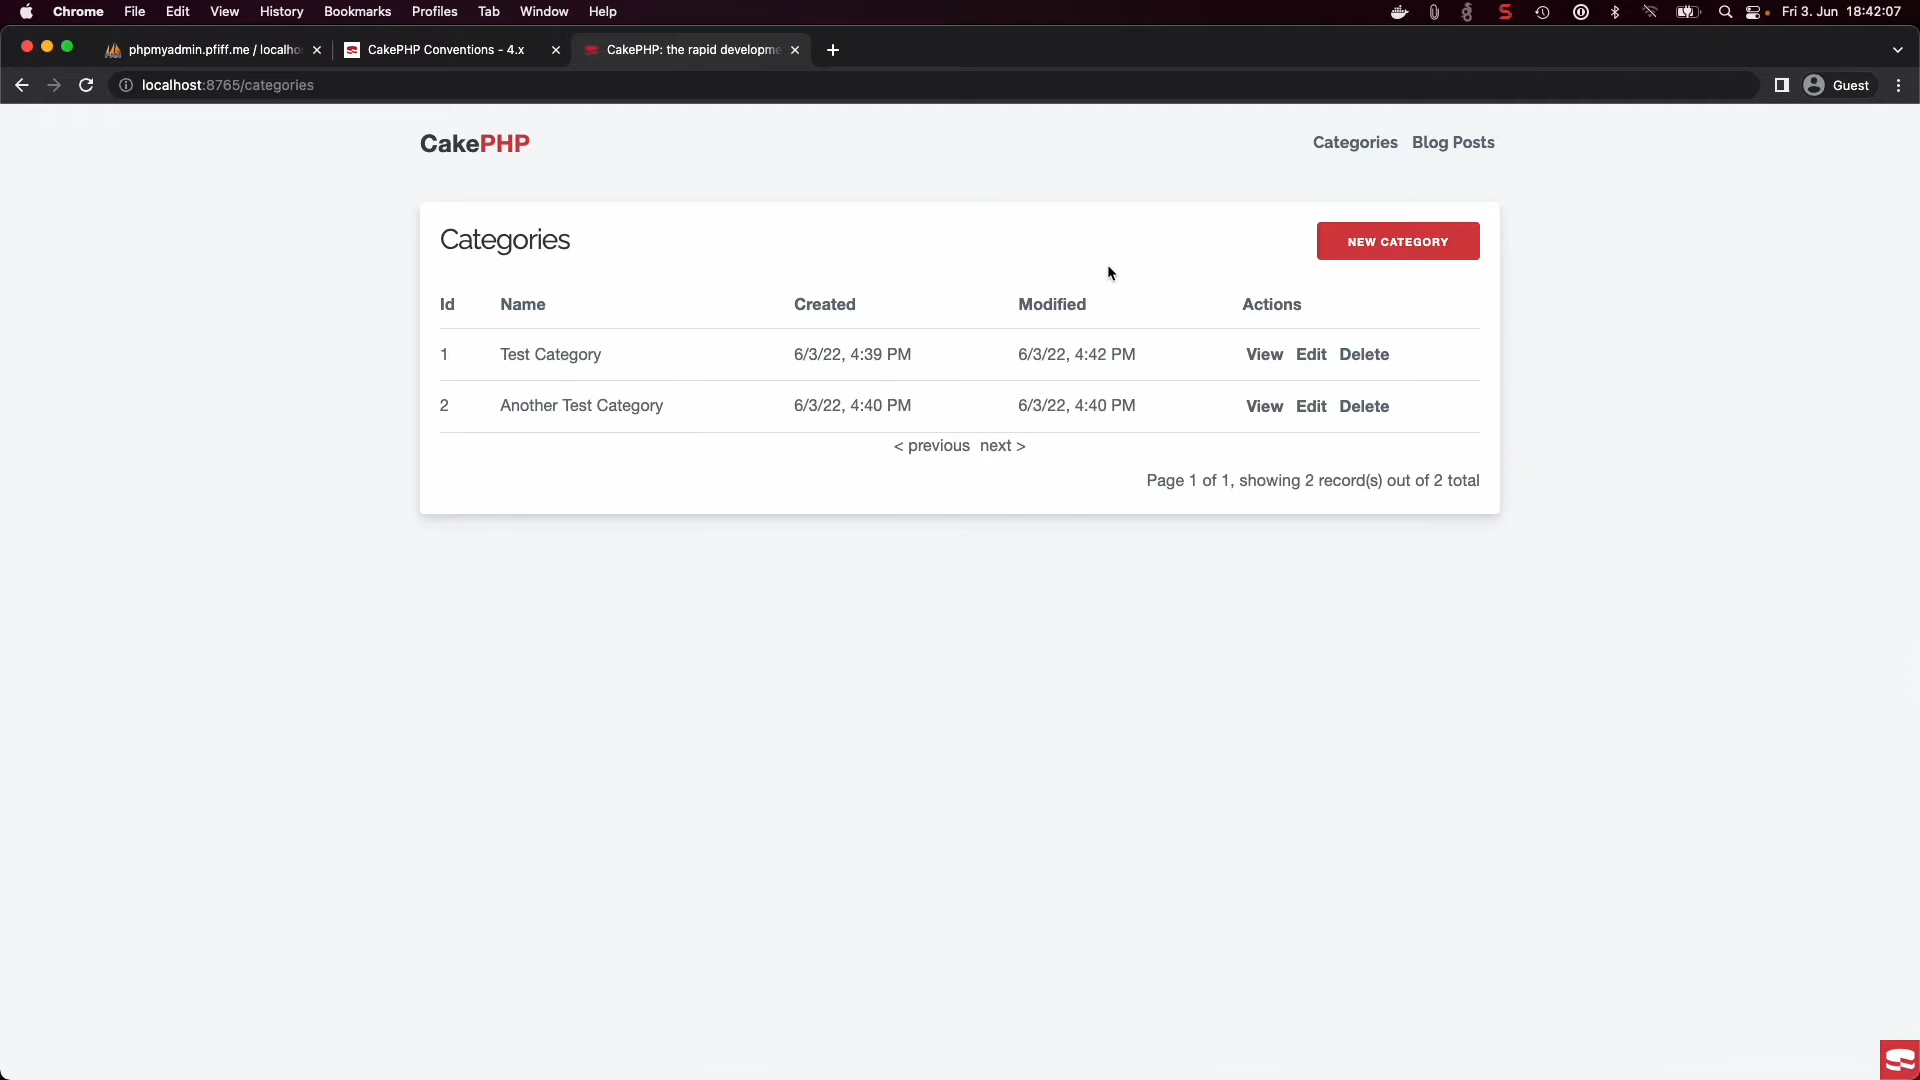 Chrome File Edit View History Bookmarks Profiles Tab Window Help Fri 3. Jun 18:42:07
phpmyadmin.pfiff.me / localho CakePHP Conventions - 4.x CakePHP: the rapid developme
localhost:8765/categories Guest
CakePHP Categories Blog Posts
Categories NEW CATEGORY
Id Name Created Modified Actions
1 Test Category 6/3/22, 4:39 PM 6/3/22, 4:42 PM View Edit Delete
2 Another Test Category 6/3/22, 4:40 PM 6/3/22, 4:40 PM View Edit Delete
< previous next >
Page 1 of 1, showing 2 record(s) out of 2 total